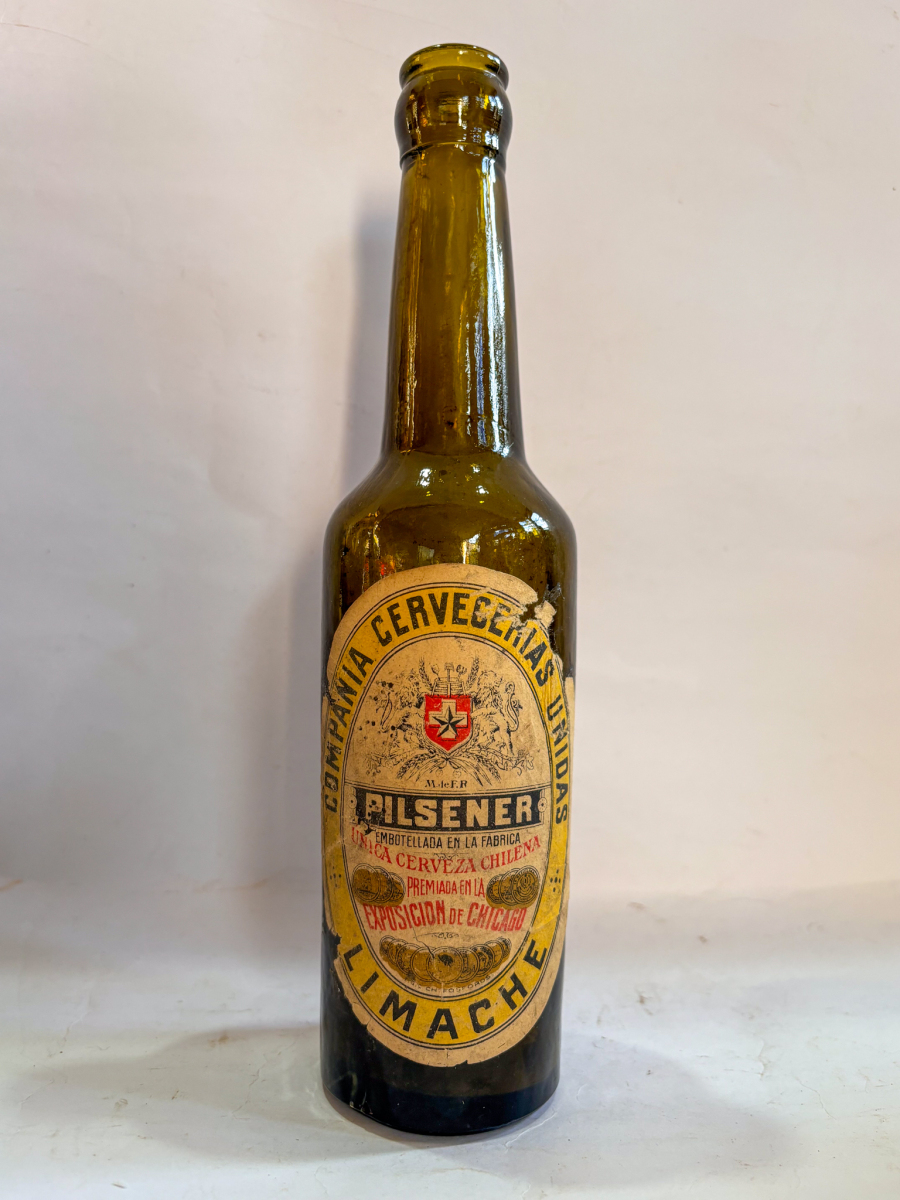 COMPAÑIA CERVECERIAS UNIDAS
M. de F. R
PILSENER
EMBOTELLADA EN LA FABRICA
UNICA CERVEZA CHILENA
PREMIADA EN LA
EXPOSICION DE CHICAGO
LIMACHE